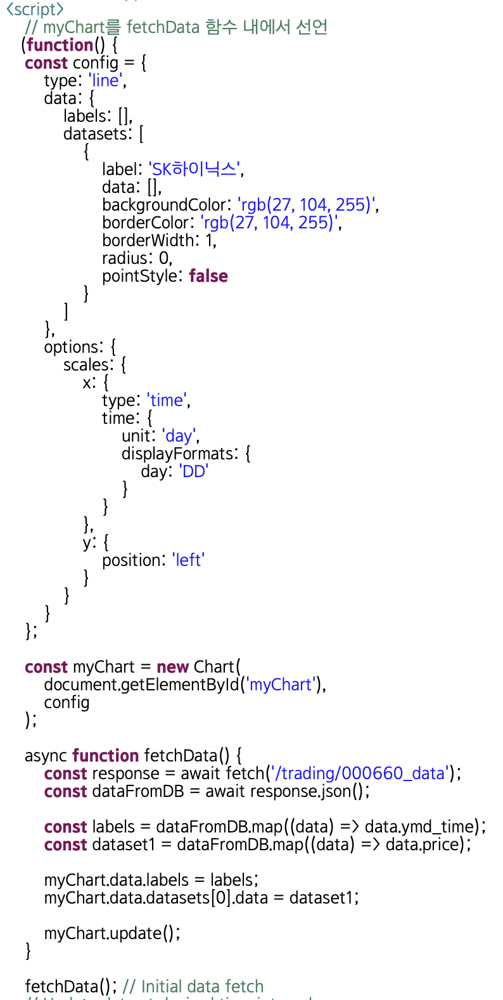 <script>
// myChart를 fetchData 함수 내에서 선언
(function() {
const config = {
type: 'line',
data: {
labels: [],
datasets: [
{
label: 'SK하이닉스',
data: [],
backgroundColor: 'rgb(27, 104, 255)',
borderColor: 'rgb(27, 104, 255)',
borderWidth: 1,
radius: 0,
pointStyle: false
}
]
},
options: {
scales: {
x: {
type: 'time',
time: {
unit: 'day',
displayFormats: {
day: 'DD'
}
}
},
y: {
position: 'left'
}
}
}
};
const myChart = new Chart(
document.getElementById('myChart'),
config
);
async function fetchData() {
const response = await fetch('/trading/000660_data');
const dataFromDB = await response.json();
const labels = dataFromDB.map((data) => data.ymd_time);
const dataset1 = dataFromDB.map((data) => data.price);
myChart.data.labels = labels;
myChart.data.datasets[0].data = dataset1;
myChart.update();
}
fetchData(); // Initial data fetch